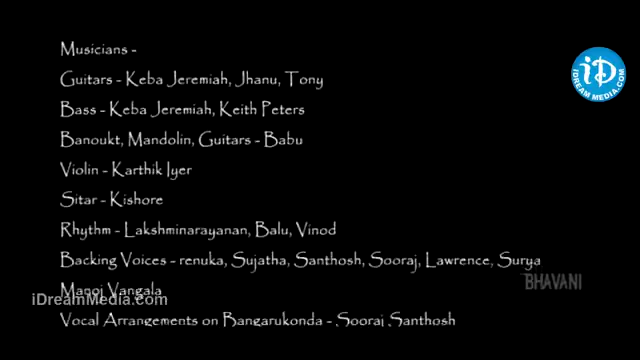 Musicians -
Guitars - Keba Jeremiah, Jhanu, Tony
Bass - Keba Jeremiah, Keith Peters
Banoukt, Mandolin, Guitars - Babu
Violin - Karthik Iyer
Sitar - Kishore
Rhythm - Lakshminarayanan, Balu, Vinod
Backing Voices - renuka, Sujatha, Santhosh, Sooraj, Lawrence, Surya
Manoj Vangala
Vocal Arrangements on Bangarukonda - Sooraj Santhosh
iD
iDREAM MEDIA.COM
BHAVANI
iDreamMedia.com